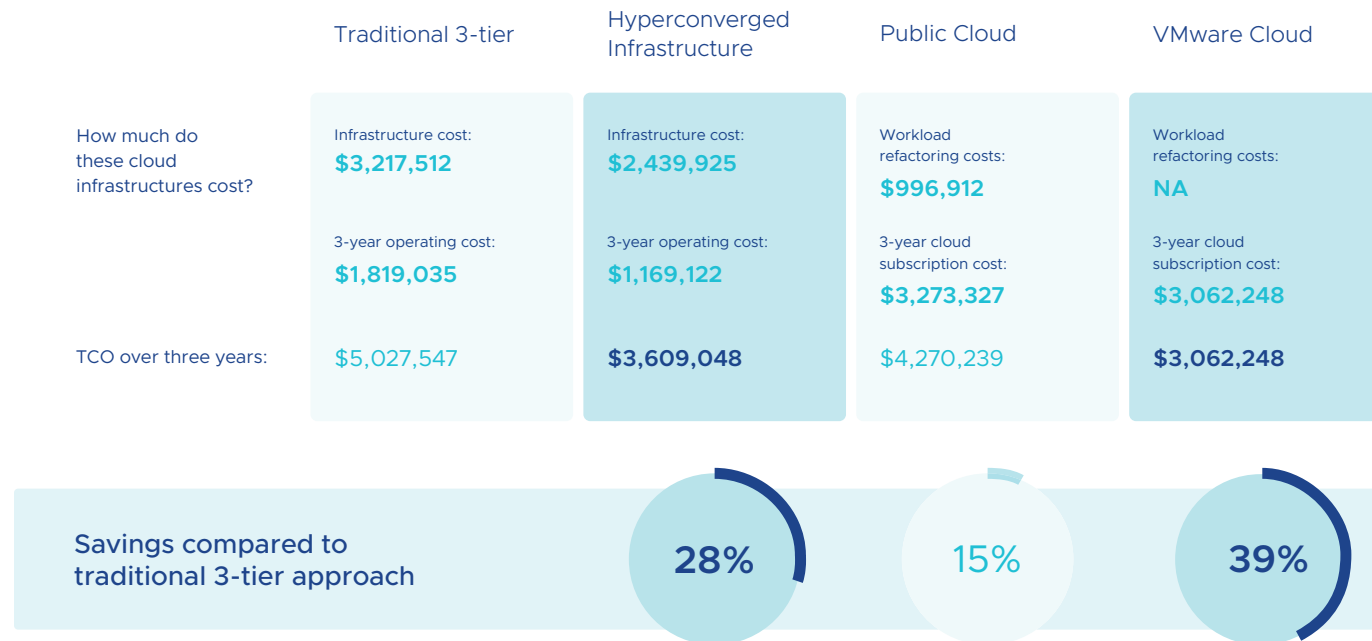 Traditional 3-tier
Hyperconverged
Infrastructure
Public Cloud
VMware Cloud
How much do
these cloud
infrastructures cost?
Infrastructure cost:
$3,217,512
3-year operating cost:
$1,819,035
Infrastructure cost:
$2,439,925
3-year operating cost:
$1,169,122
Workload
refactoring costs:
$996,912
3-year cloud
subscription cost:
$3,273,327
Workload
refactoring costs:
NA
3-year cloud
subscription cost:
$3,062,248
TCO over three years:
$5,027,547
$3,609,048
$4,270,239
$3,062,248
Savings compared to
traditional 3-tier approach
28%
15%
39%